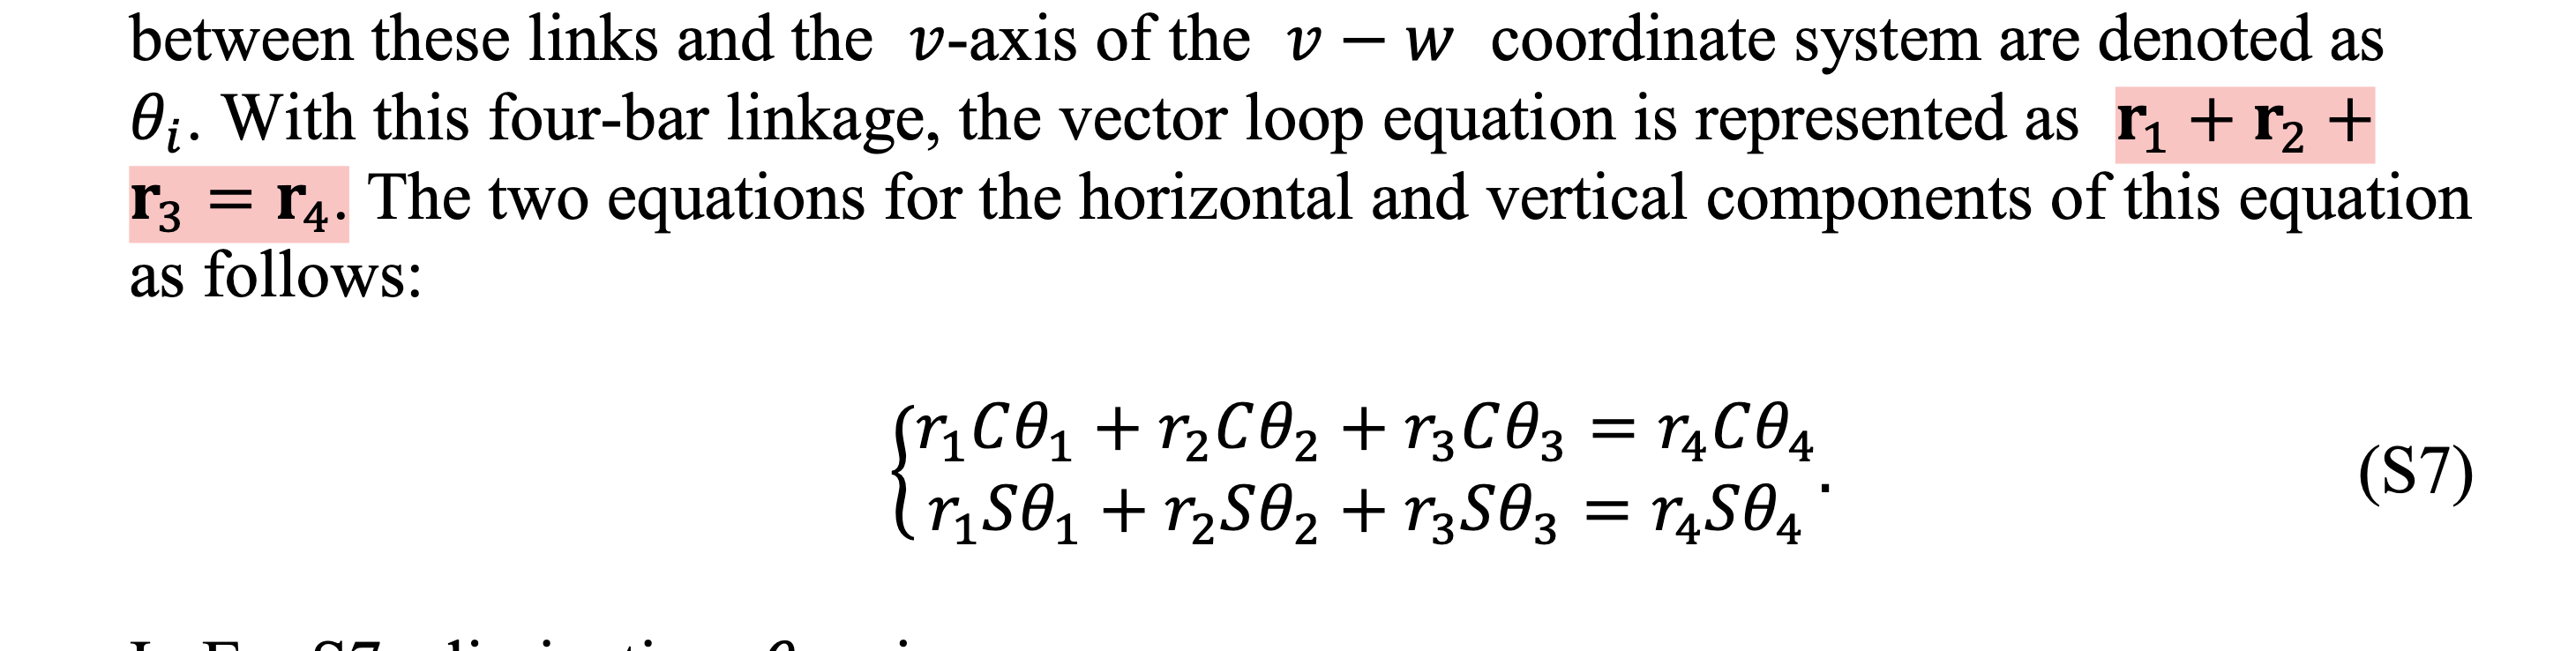 between these links and the v-axis of the v − w coordinate system are denoted as
θᵢ. With this four-bar linkage, the vector loop equation is represented as r₁ + r₂ +
r₃ = r₄. The two equations for the horizontal and vertical components of this equation
as follows:
r₁Cθ₁ + r₂Cθ₂ + r₃Cθ₃ = r₄Cθ₄
r₁Sθ₁ + r₂Sθ₂ + r₃Sθ₃ = r₄Sθ₄ . (S7)